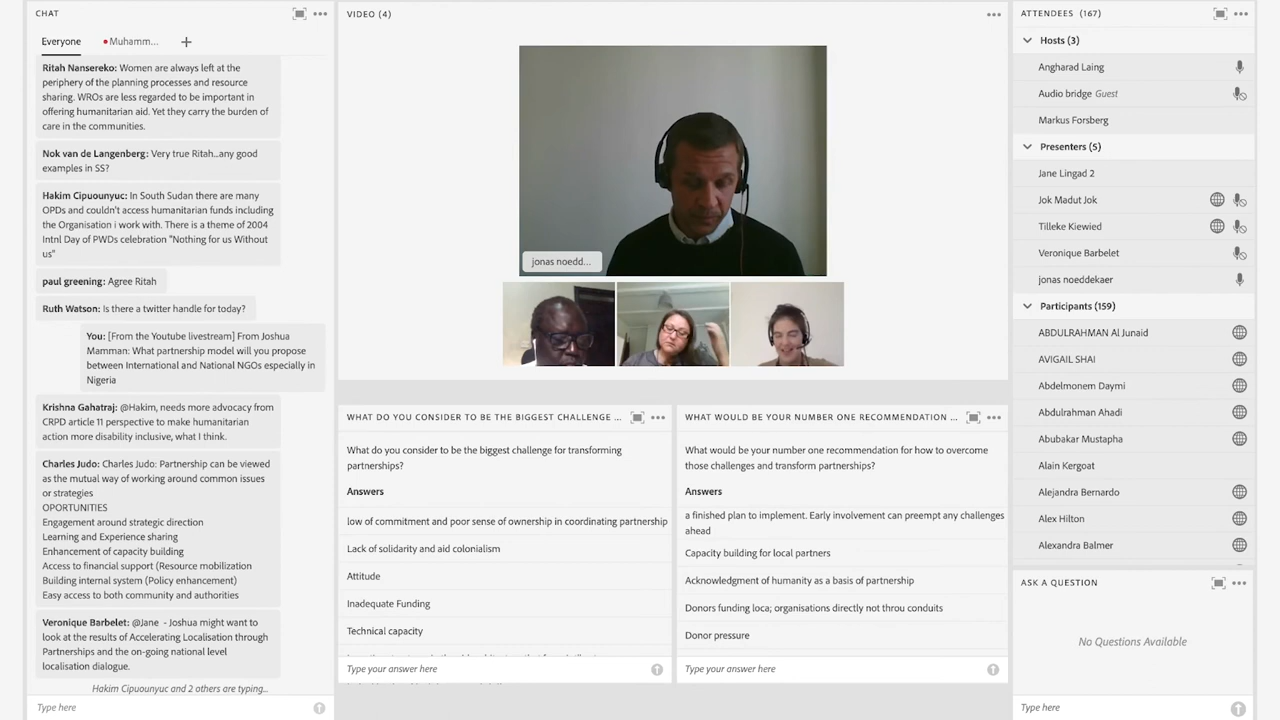 CHAT
Everyone
Muhamm...
Ritah Nansereko: Women are always left at the
periphery of the planning processes and resource
sharing. WROs are less regarded to be important in
offering humanitarian aid. Yet they carry the burden of
care in the communities.
Nok van de Langenberg: Very true Ritah...any good
examples in SS?
Hakim Cipuounyuc: In South Sudan there are many
OPDs and couldn't access humanitarian funds including
the Organisation i work with. There is a theme of 2004
Intnl Day of PWDs celebration "Nothing for us Without
us"
paul greening: Agree Ritah
Ruth Watson: Is there a twitter handle for today?
You: [From the Youtube livestream] From Joshua
Mamman: What partnership model will you propose
between International and National NGOs especially in
Nigeria
Krishna Gahatraj: @Hakim, needs more advocacy from
CRPD article 11 perspective to make humanitarian
action more disability inclusive, what I think.
Charles Judo: Charles Judo: Partnership can be viewed
as the mutual way of working around common issues
or strategies
OPORTUNITIES
Engagement around strategic direction
Learning and Experience sharing
Enhancement of capacity building
Access to financial support (Resource mobilization
Building internal system (Policy enhancement)
Easy access to both community and authorities
Veronique Barbelet: @Jane - Joshua might want to
look at the results of Accelerating Localisation through
Partnerships and the on-going national level
localisation dialogue.
Hakim Cipuounyuc and 2 others are typing...
Type here
VIDEO (4)
jonas noedd...
WHAT DO YOU CONSIDER TO BE THE BIGGEST CHALLENGE ...
What do you consider to be the biggest challenge for transforming
partnerships?
Answers
low of commitment and poor sense of ownership in coordinating partnership
Lack of solidarity and aid colonialism
Attitude
Inadequate Funding
Technical capacity
Type your answer here
WHAT WOULD BE YOUR NUMBER ONE RECOMMENDATION ...
What would be your number one recommendation for how to overcome
those challenges and transform partnerships?
Answers
a finished plan to implement. Early involvement can preempt any challenges
ahead
Capacity building for local partners
Acknowledgment of humanity as a basis of partnership
Donors funding loca; organisations directly not throu conduits
Donor pressure
Type your answer here
ATTENDEES (167)
Hosts (3)
Angharad Laing
Audio bridge Guest
Markus Forsberg
Presenters (5)
Jane Lingad 2
Jok Madut Jok
Tilleke Kiewied
Veronique Barbelet
jonas noeddekaer
Participants (159)
ABDULRAHMAN Al Junaid
AVIGAIL SHAI
Abdelmonem Daymi
Abdulrahman Ahadi
Abubakar Mustapha
Alain Kergoat
Alejandra Bernardo
Alex Hilton
Alexandra Balmer
ASK A QUESTION
No Questions Available
Type here